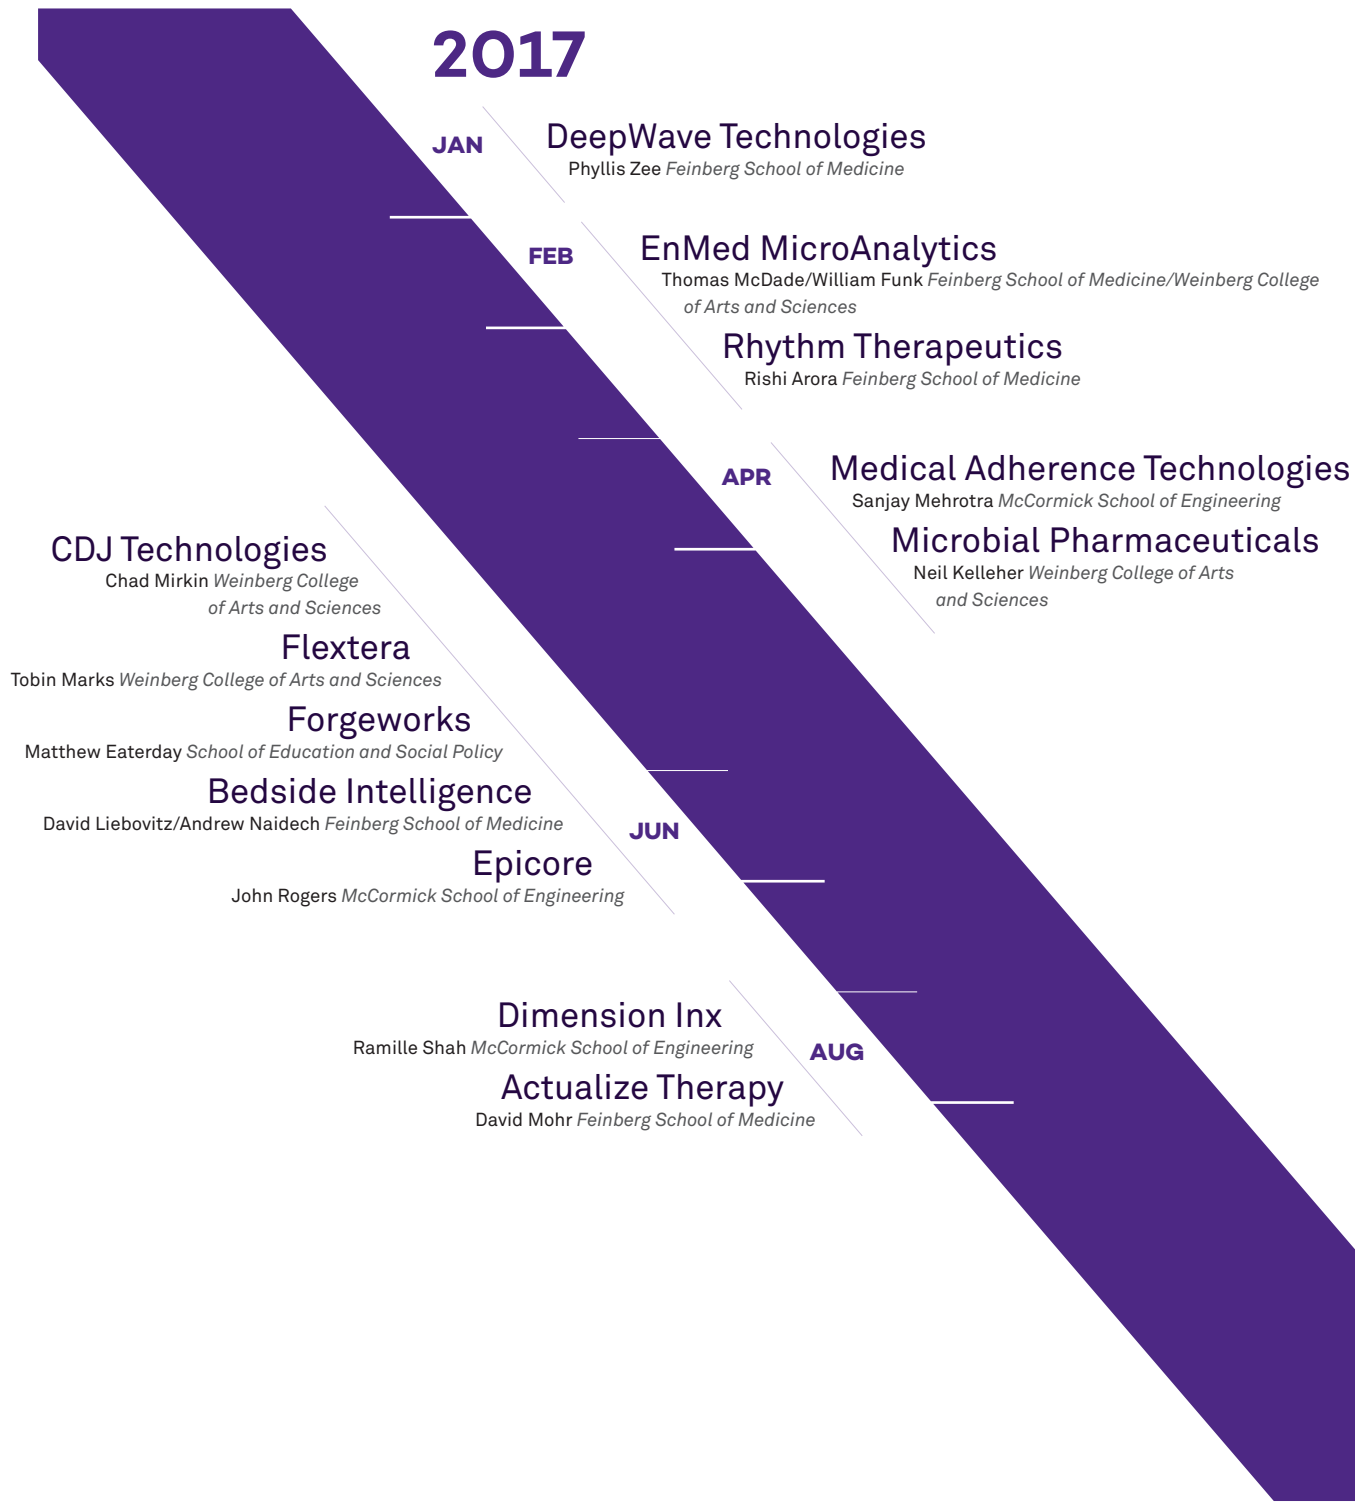 2017
JAN
DeepWave Technologies
Phyllis Zee Feinberg School of Medicine
FEB
EnMed MicroAnalytics
Thomas McDade/William Funk Feinberg School of Medicine/Weinberg College
of Arts and Sciences
Rhythm Therapeutics
Rishi Arora Feinberg School of Medicine
APR
Medical Adherence Technologies
Sanjay Mehrotra McCormick School of Engineering
Microbial Pharmaceuticals
Neil Kelleher Weinberg College of Arts
and Sciences
CDJ Technologies
Chad Mirkin Weinberg College
of Arts and Sciences
Flextera
Tobin Marks Weinberg College of Arts and Sciences
Forgeworks
Matthew Eaterday School of Education and Social Policy
Bedside Intelligence
David Liebovitz/Andrew Naidech Feinberg School of Medicine
JUN
Epicore
John Rogers McCormick School of Engineering
Dimension Inx
Ramille Shah McCormick School of Engineering
AUG
Actualize Therapy
David Mohr Feinberg School of Medicine